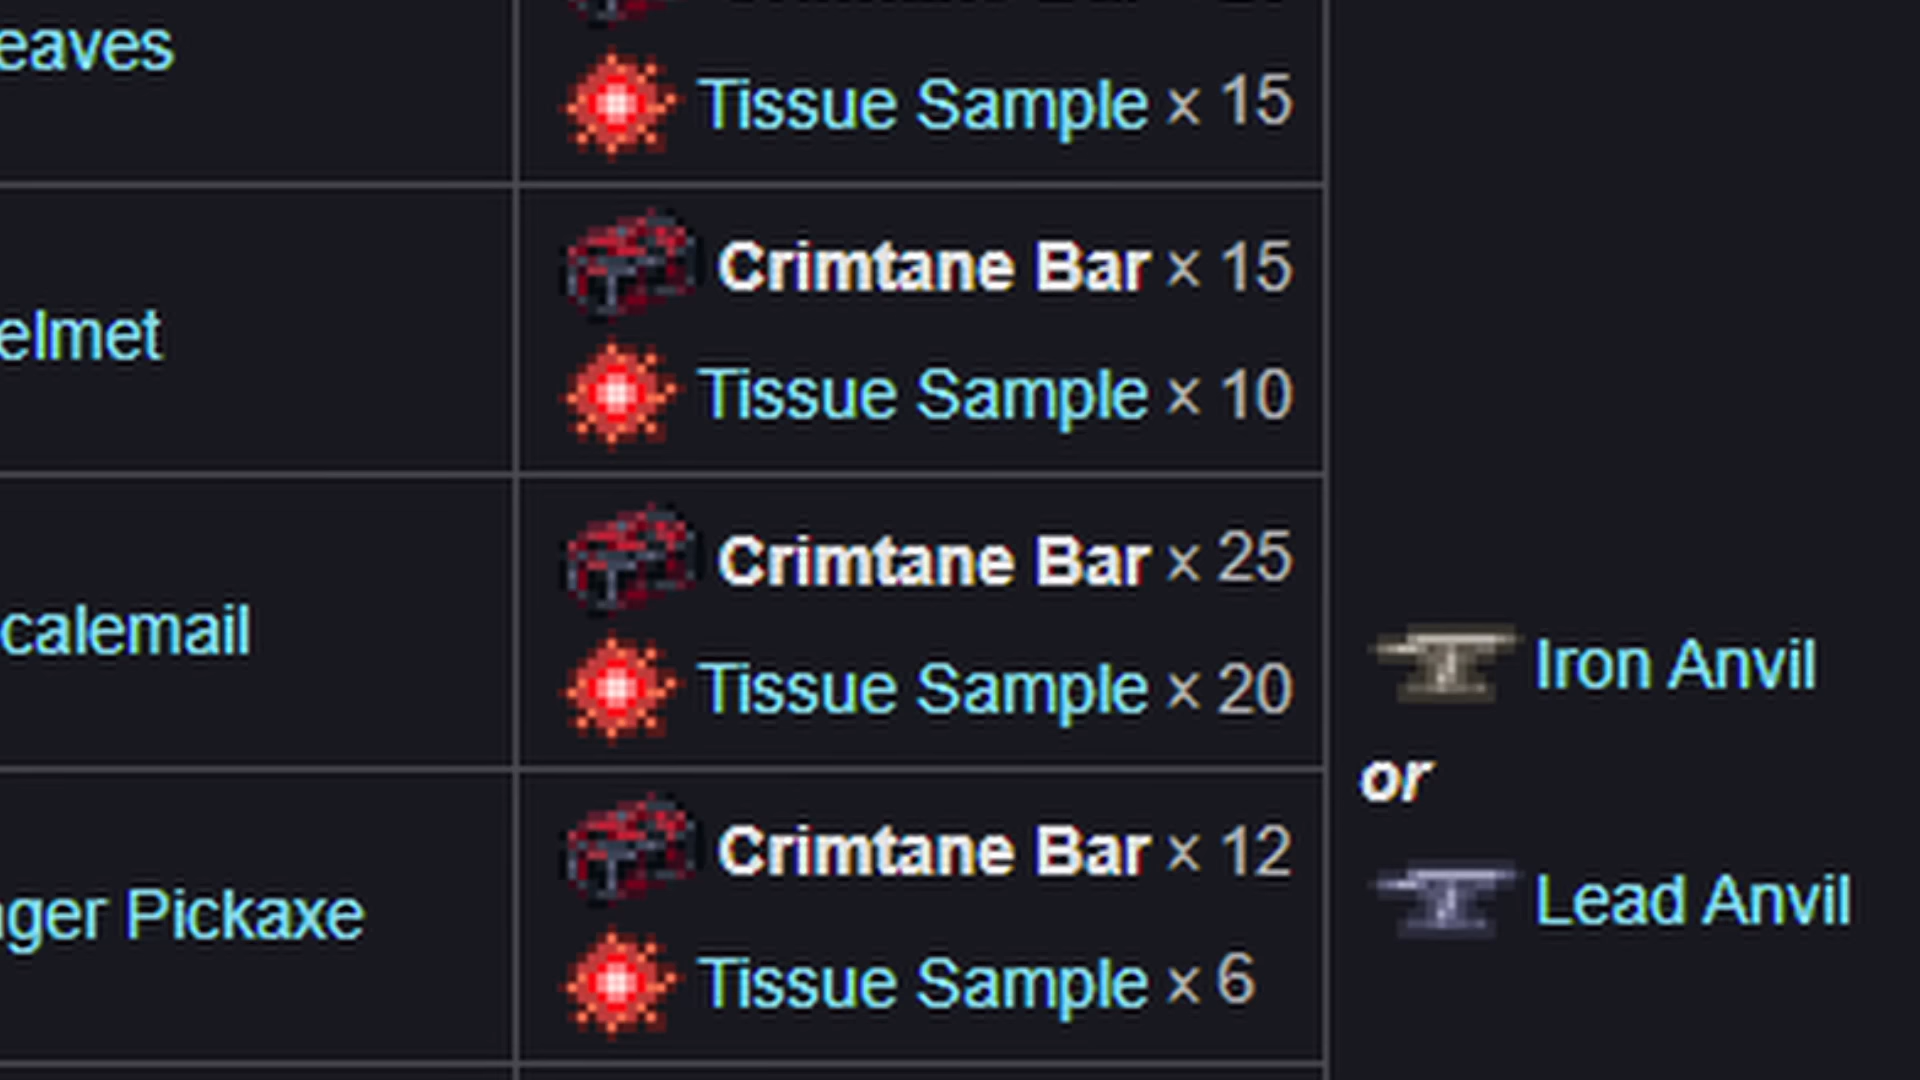 eaves
Tissue Sample × 15
Crimtane Bar × 15
elmet
Tissue Sample × 10
Crimtane Bar × 25
calemail
Tissue Sample × 20
Iron Anvil
or
Lead Anvil
Crimtane Bar × 12
ger Pickaxe
Tissue Sample × 6